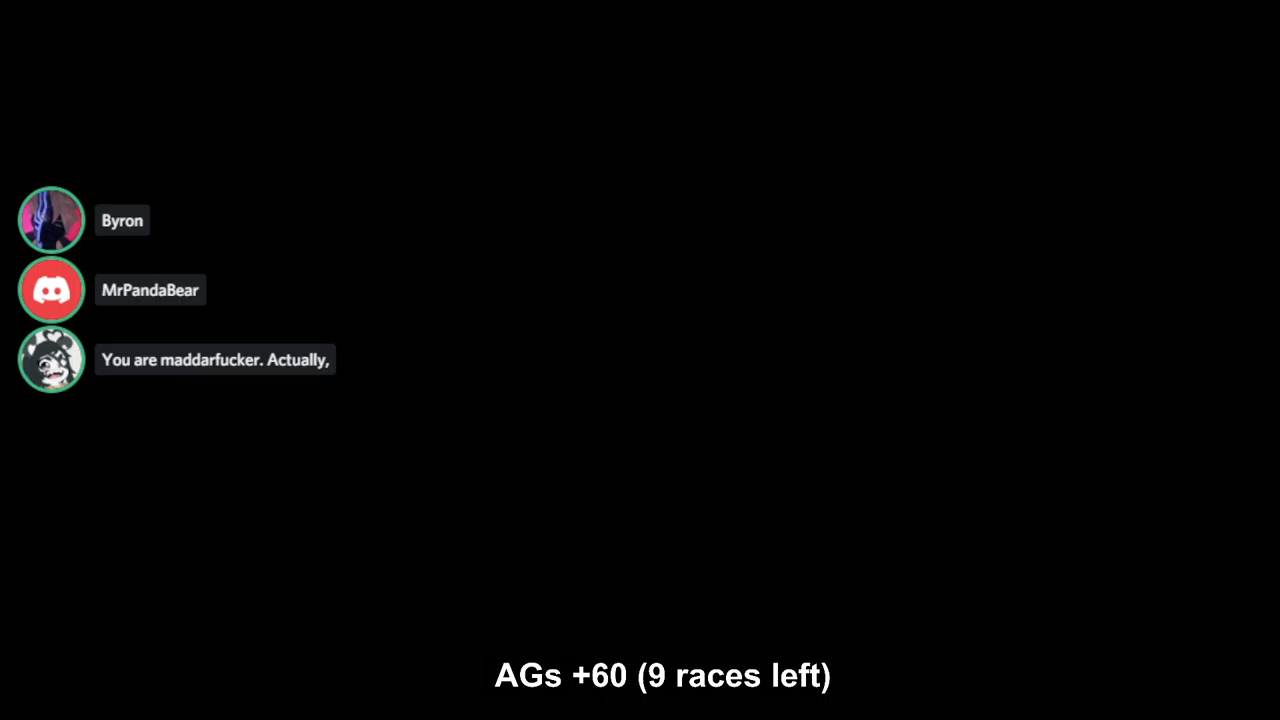 Byron
MrPandaBear
You are maddarfucker. Actually,
AGs +60 (9 races left)